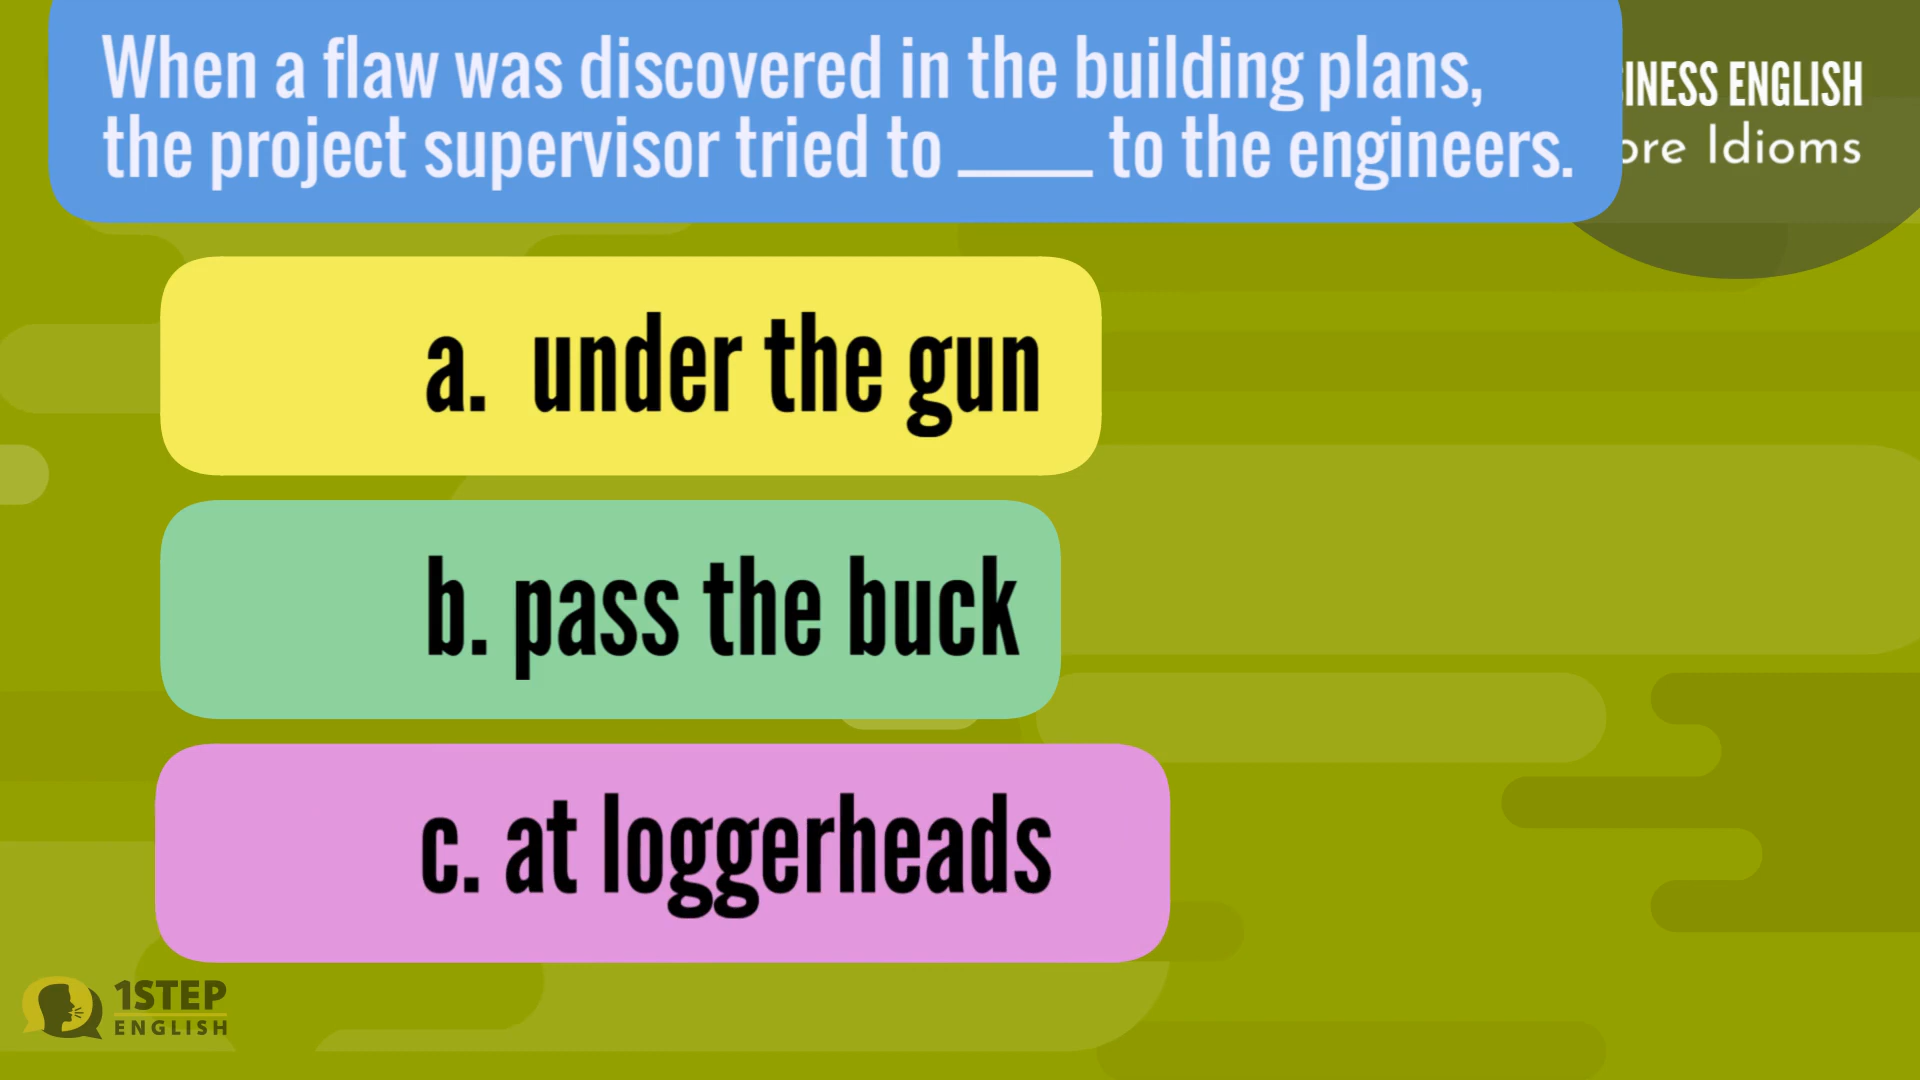 When a flaw was discovered in the building plans,
the project supervisor tried to _____ to the engineers.
INESS ENGLISH
ore Idioms
a. under the gun
b. pass the buck
c. at loggerheads
1STEP
ENGLISH